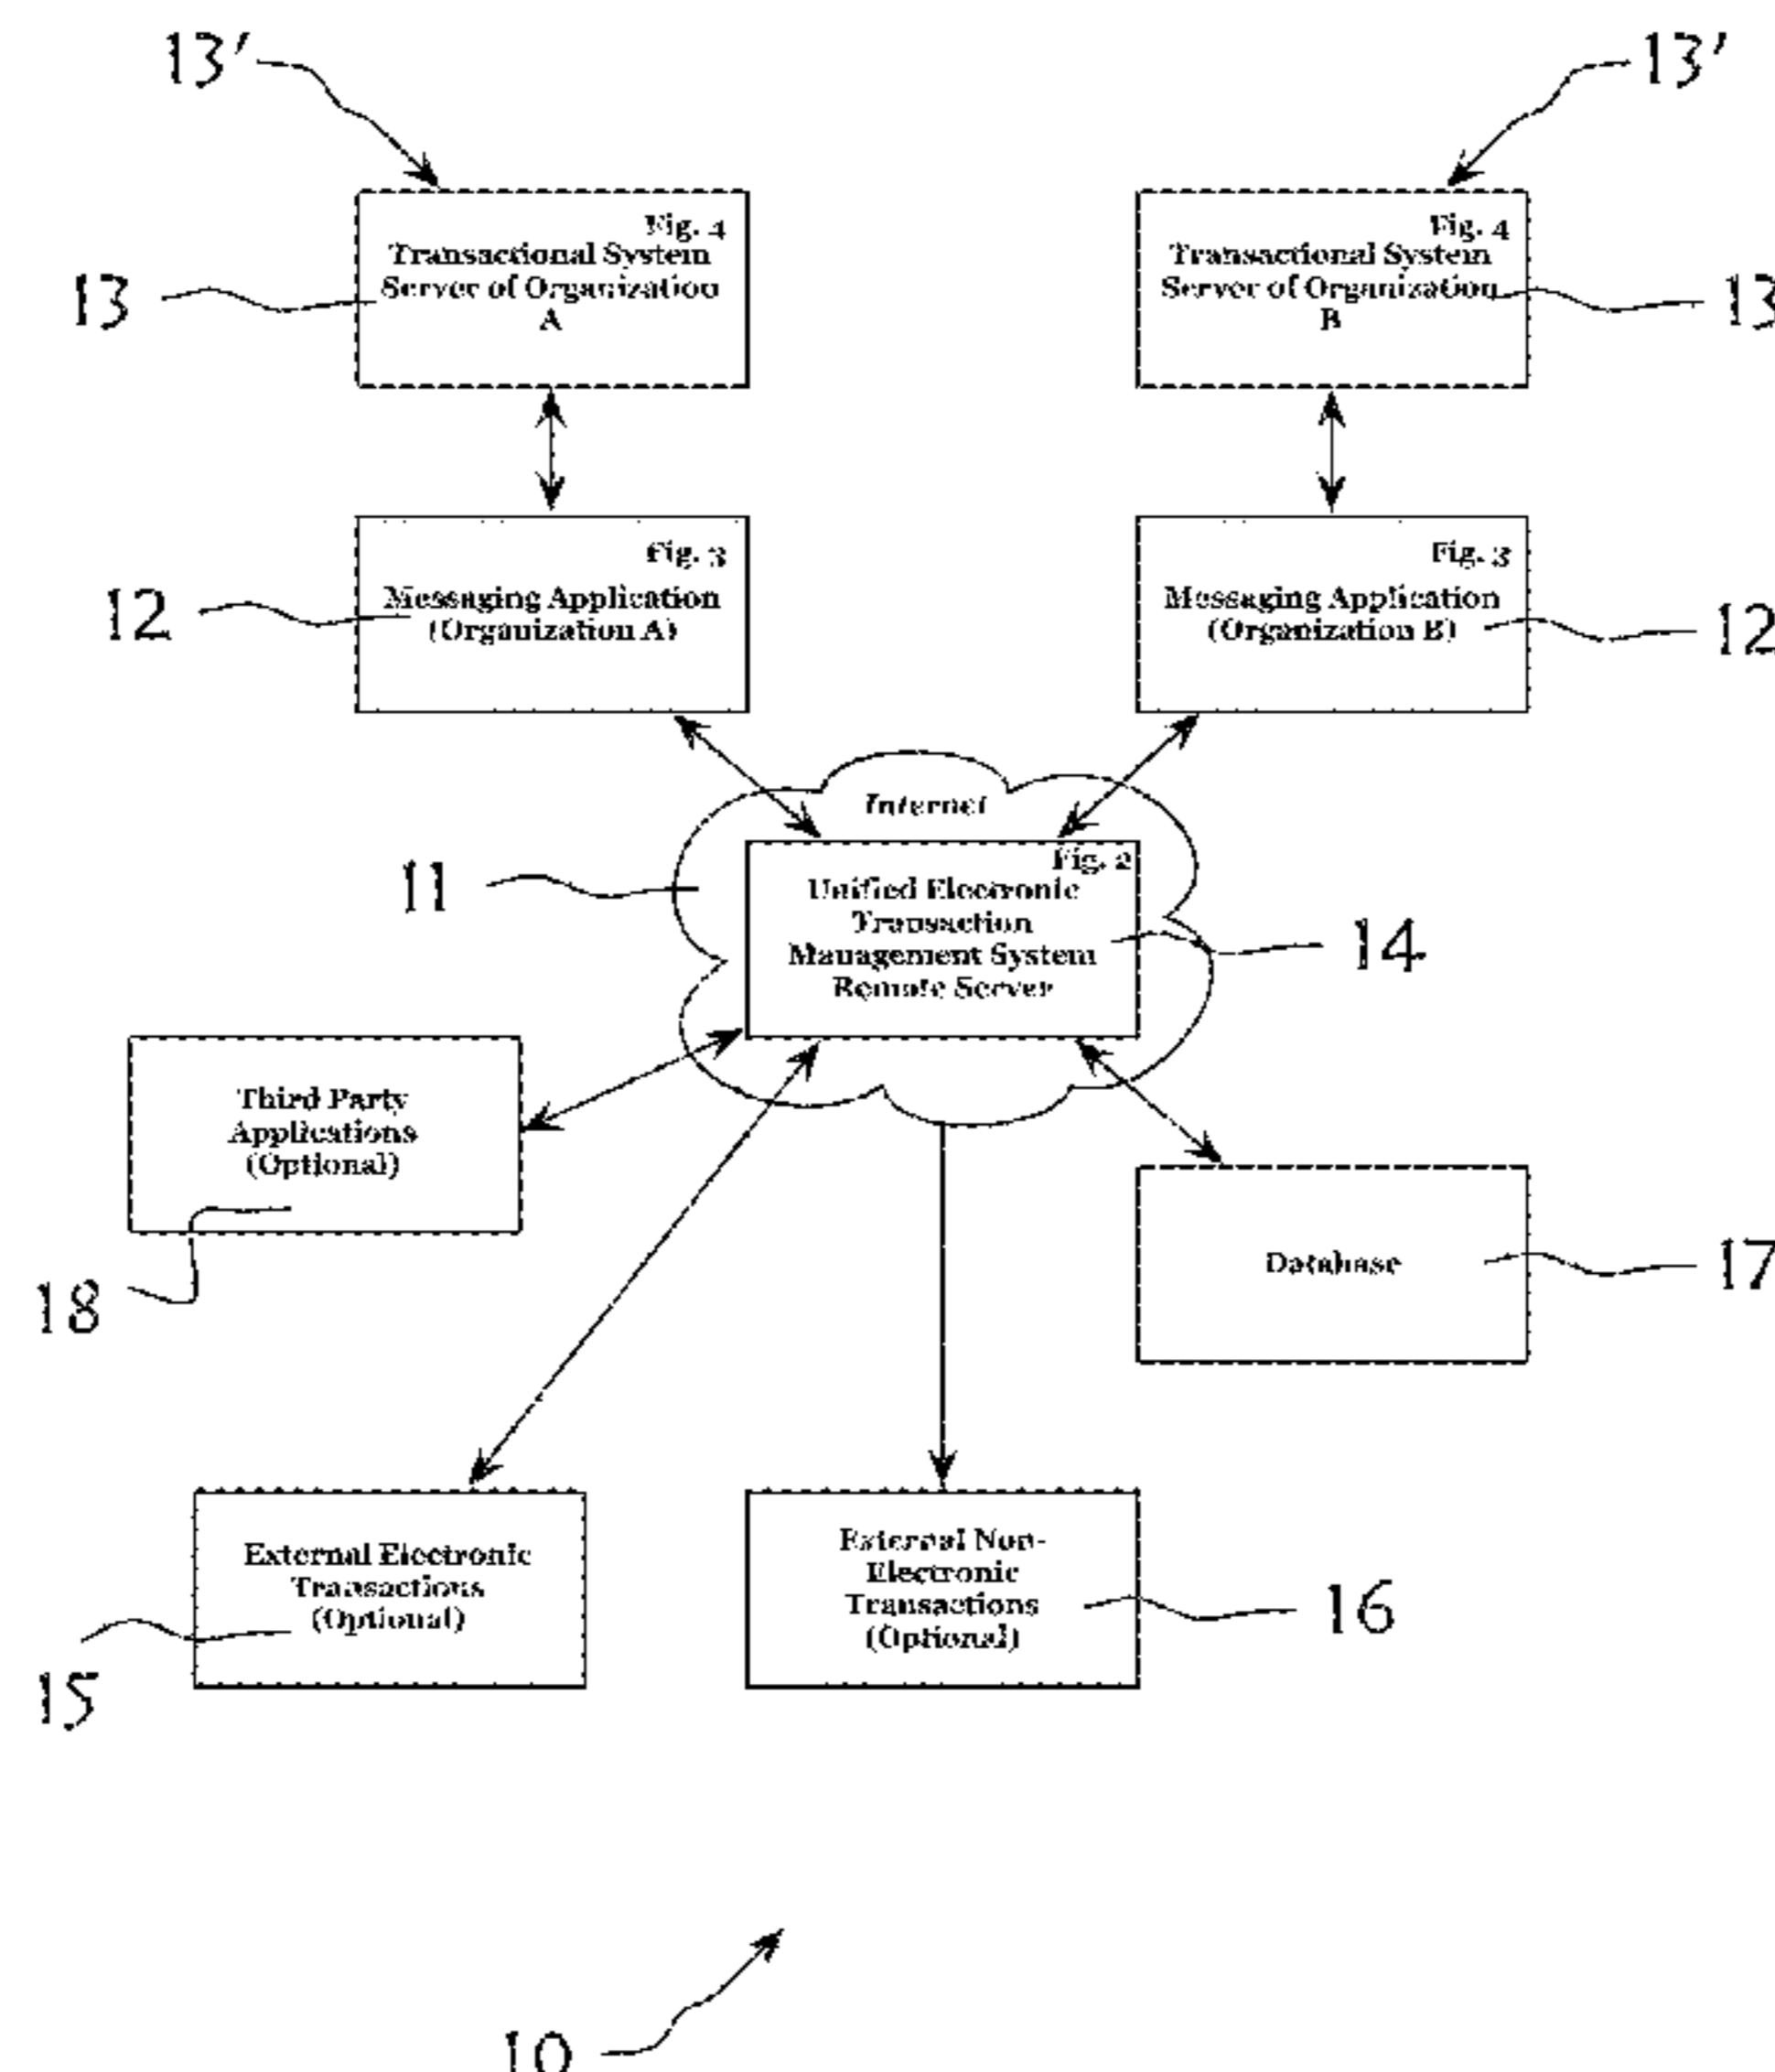 13'
13'
Fig. 4
Transactional System
Server of Organization
A
13
Fig. 4
Transactional System
Server of Organization
B
13
Fig. 3
Messaging Application
(Organization A)
12
Fig. 3
Messaging Application
(Organization B)
12
Internet
11
Fig. 2
Unified Electronic
Transaction
Management System
Remote Server
14
Third Party
Applications
(Optional)
18
Database
17
External Electronic
Transactions
(Optional)
15
External Non-
Electronic
Transactions
(Optional)
16
10